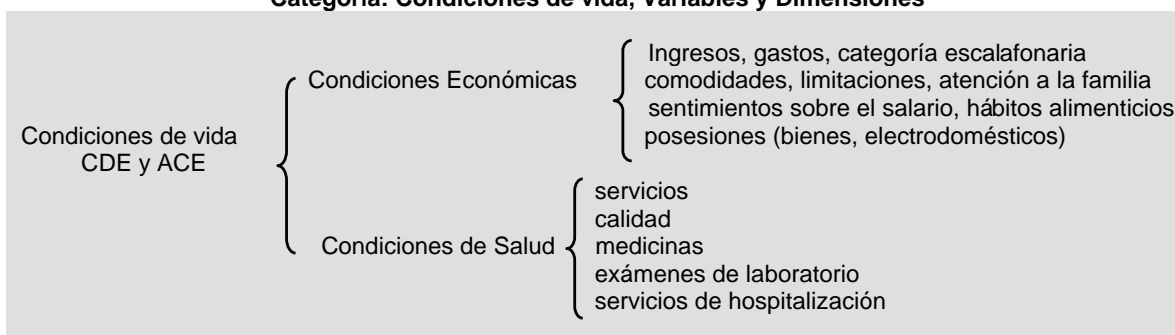 Categoría: Condiciones de vida, Variables y Dimensiones
Condiciones de vida
CDE y ACE
Condiciones Económicas
Ingresos, gastos, categoría escalafonaria
comodidades, limitaciones, atención a la familia
sentimientos sobre el salario, hábitos alimenticios
posesiones (bienes, electrodomésticos)
Condiciones de Salud
servicios
calidad
medicinas
exámenes de laboratorio
servicios de hospitalización